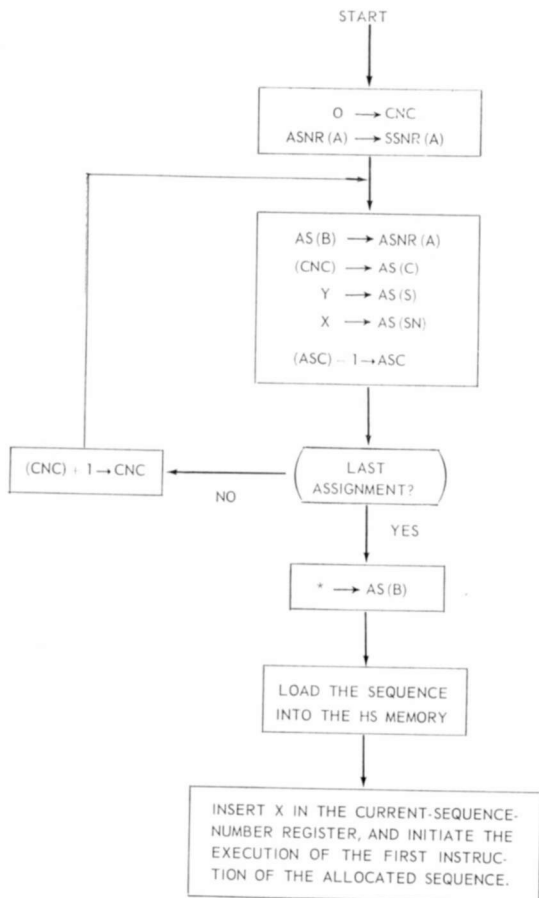 START
O → CNC
ASNR(A) → SSNR(A)
AS(B) → ASNR(A)
(CNC) → AS(C)
Y → AS(S)
X → AS(SN)
(ASC) - 1 → ASC
LAST
ASSIGNMENT?
(CNC) + 1 → CNC
NO
YES
* → AS(B)
LOAD THE SEQUENCE
INTO THE HS MEMORY
INSERT X IN THE CURRENT-SEQUENCE-
NUMBER REGISTER, AND INITIATE THE
EXECUTION OF THE FIRST INSTRUC-
TION OF THE ALLOCATED SEQUENCE.